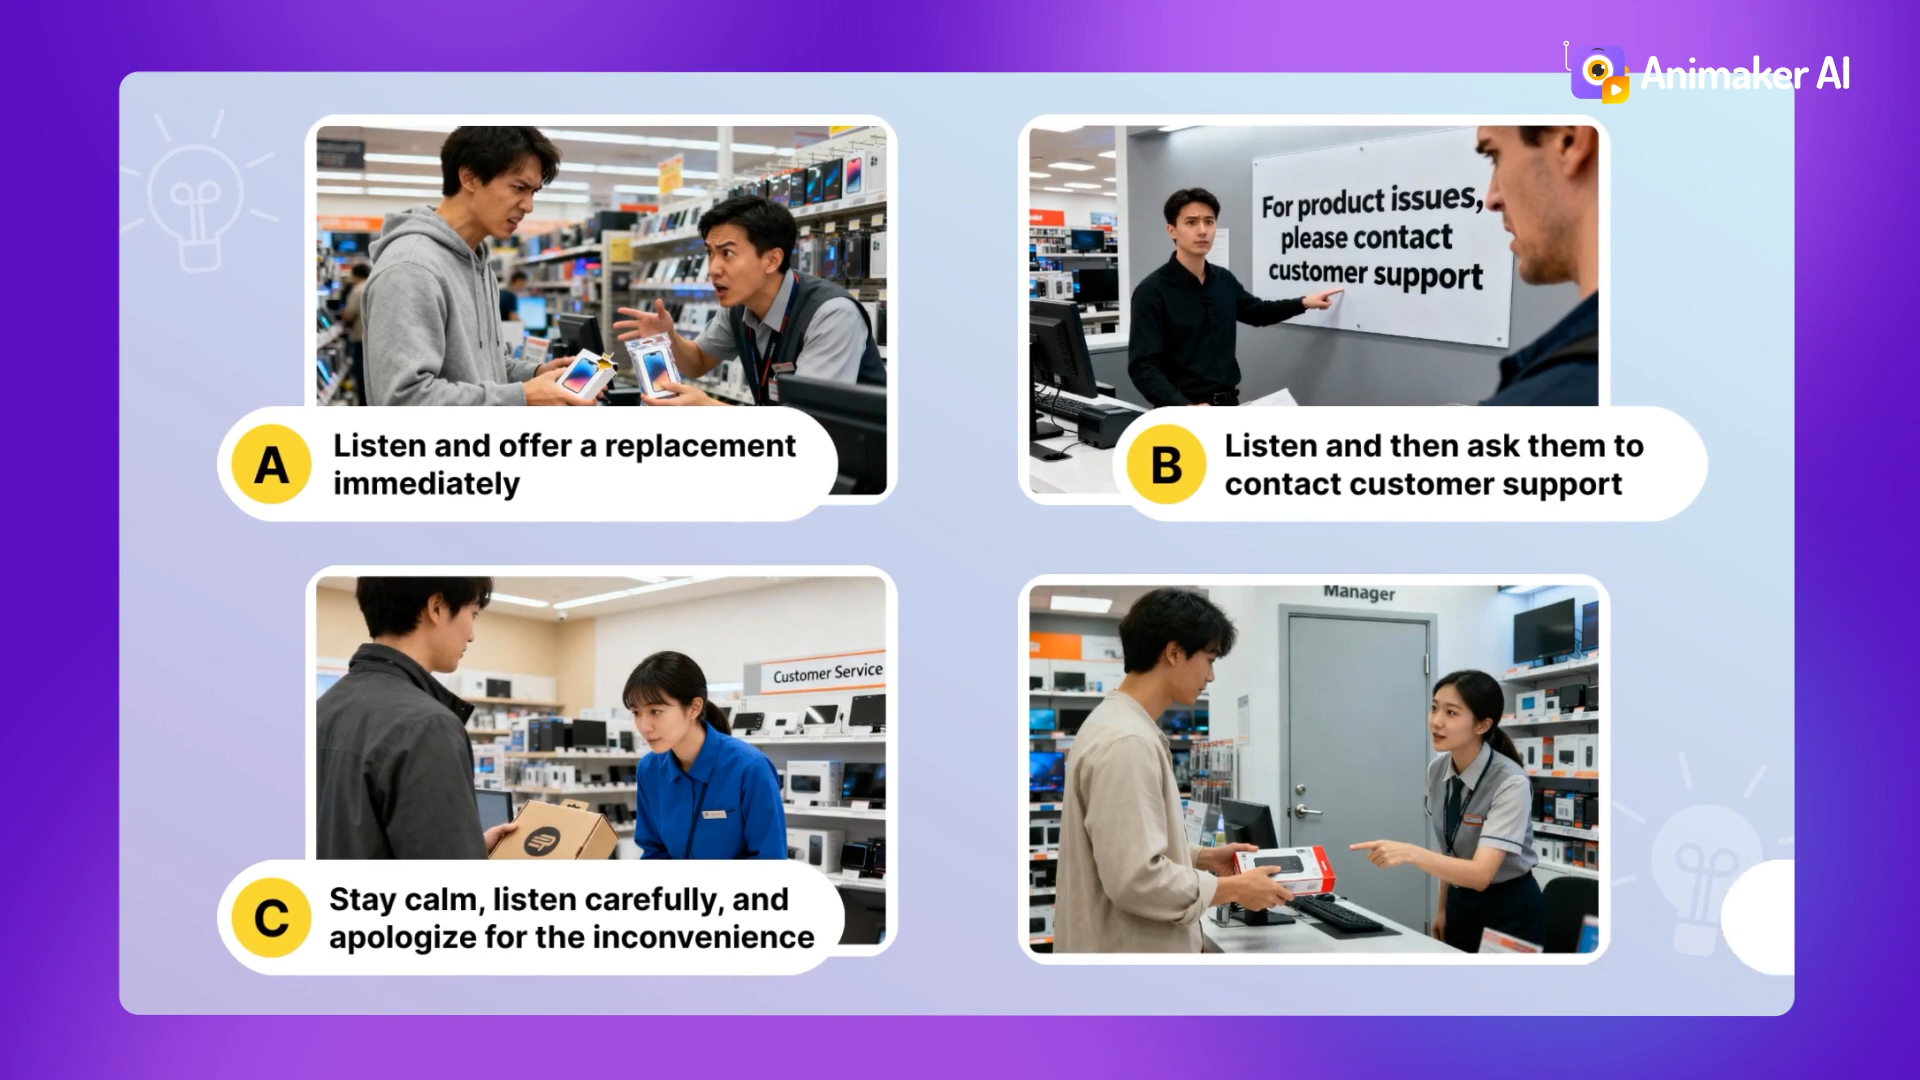 Animaker AI
For product issues,
please contact
customer support
A
Listen and offer a replacement
immediately
B
Listen and then ask them to
contact customer support
Customer Service
Manager
C
Stay calm, listen carefully, and
apologize for the inconvenience